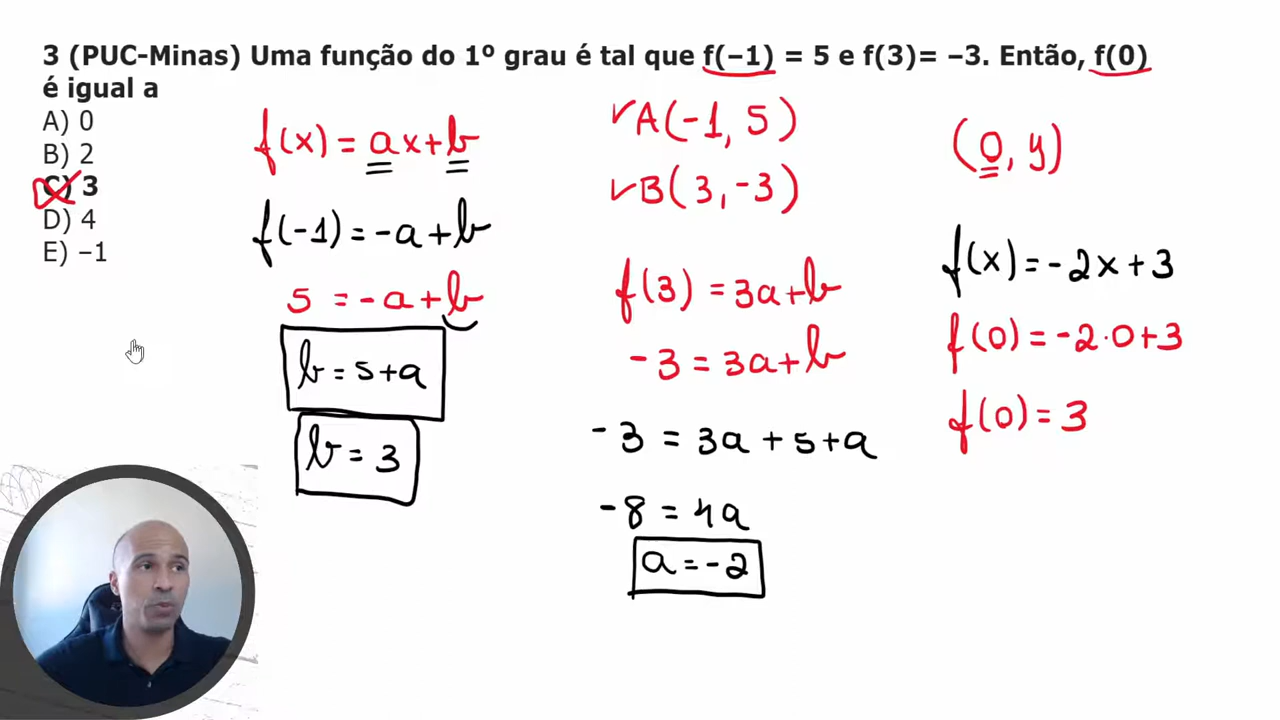 3 (PUC-Minas) Uma função do 1º grau é tal que f(–1) = 5 e f(3)= –3. Então, f(0)
é igual a
A) 0
B) 2
C) 3
D) 4
E) –1
f(x) = ax+b
f(-1) = -a+b
5 = -a+b
b = 5+a
b = 3
A(-1, 5)
B(3, -3)
f(3) = 3a+b
-3 = 3a+b
-3 = 3a+5+a
-8 = 4a
a = -2
(0, y)
f(x) = -2x+3
f(0) = -2·0+3
f(0) = 3